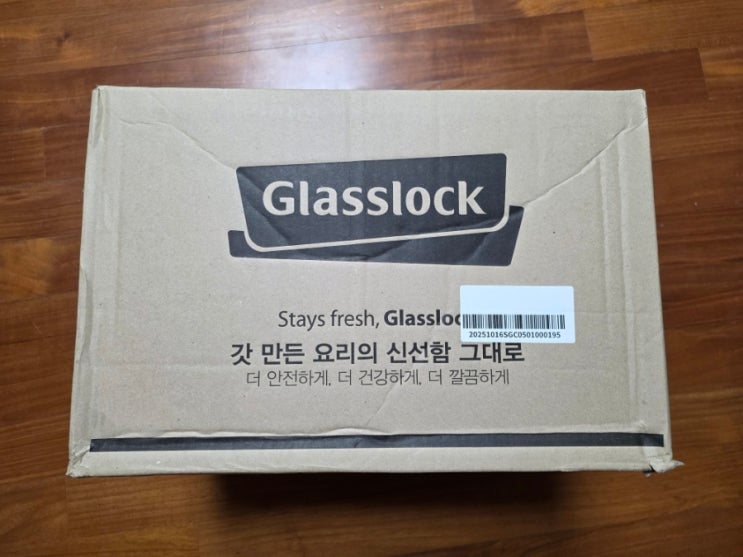 Glasslock
Stays fresh, Glassloc
갓 만든 요리의 신선함 그대로
더 안전하게, 더 건강하게, 더 깔끔하게
20251016SGC0501000195